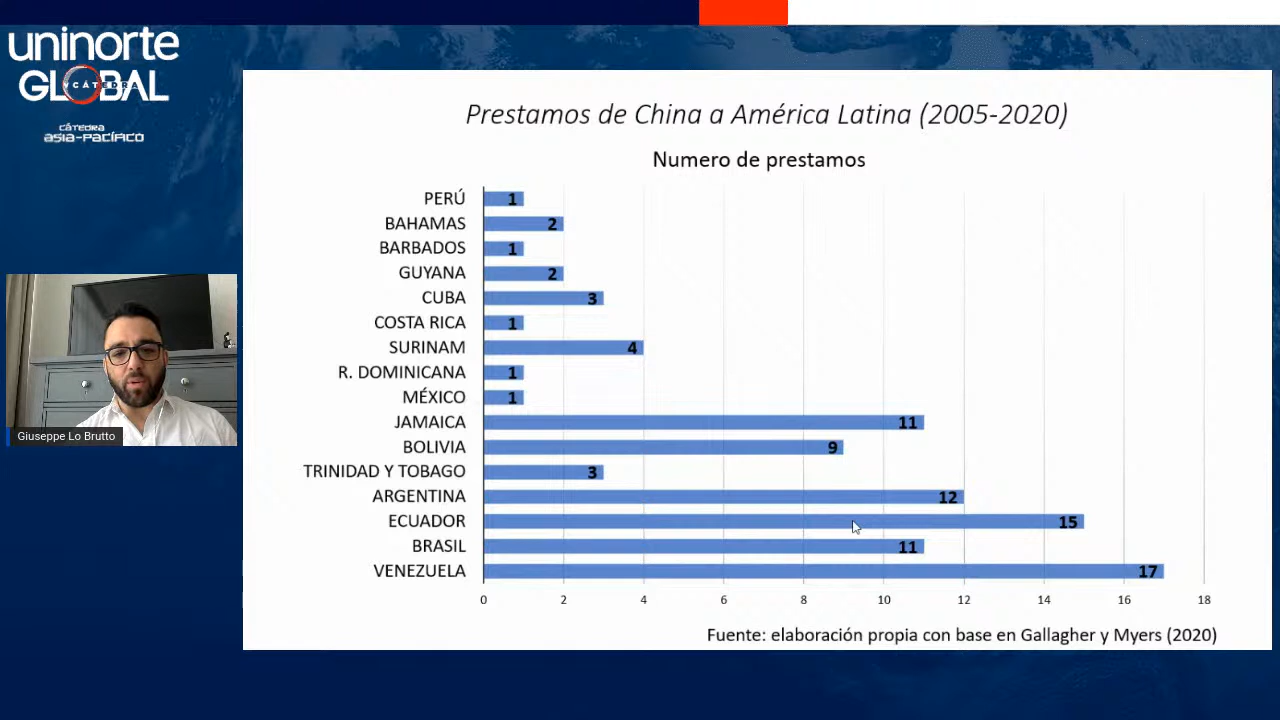 uninorte
GLOBAL
CÁTEDRA
CÁTEDRA
ASIA-PACÍFICO
Prestamos de China a América Latina (2005-2020)
Numero de prestamos
PERÚ 1
BAHAMAS 2
BARBADOS 1
GUYANA 2
CUBA 3
COSTA RICA 1
SURINAM 4
R. DOMINICANA 1
MÉXICO 1
JAMAICA 11
BOLIVIA 9
TRINIDAD Y TOBAGO 3
ARGENTINA 12
ECUADOR 15
BRASIL 11
VENEZUELA 17
0 2 4 6 8 10 12 14 16 18
Fuente: elaboración propia con base en Gallagher y Myers (2020)
Giuseppe Lo Brutto